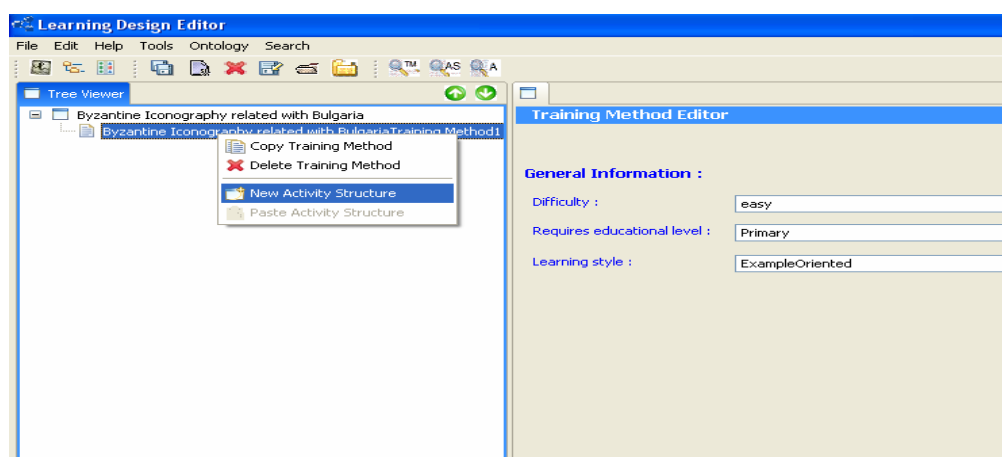 Learning Design Editor
File Edit Help Tools Ontology Search
TM AS A
Tree Viewer
Byzantine Iconography related with Bulgaria
Byzantine Iconography related with BulgariaTraining Method1
Copy Training Method
Delete Training Method
New Activity Structure
Paste Activity Structure
Training Method Editor
General Information :
Difficulty : easy
Requires educational level : Primary
Learning style : ExampleOriented